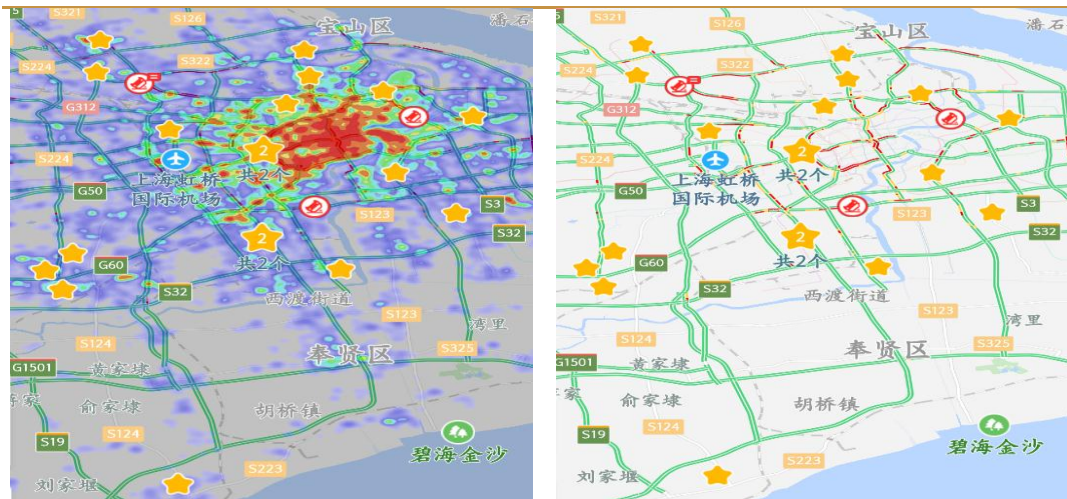 S321
S126
潘石
宝山区
S224
S322
G312
S224
2
共2个
上海虹桥
国际机场
G50
S123
S3
S32
2
共2个
G60
S32
西渡街道
S123
湾里
S124
S325
奉贤区
G1501
黄家埭
家
俞家埭
胡桥镇
S124
S19
碧海金沙
S223
刘家堰
S321
S126
潘石
宝山区
S224
S322
G312
S224
2
共2个
上海虹桥
国际机场
G50
S123
S3
S32
2
共2个
G60
S32
西渡街道
S123
湾里
S124
S325
奉贤区
G1501
黄家埭
家
俞家埭
胡桥镇
S124
S19
碧海金沙
S223
刘家堰